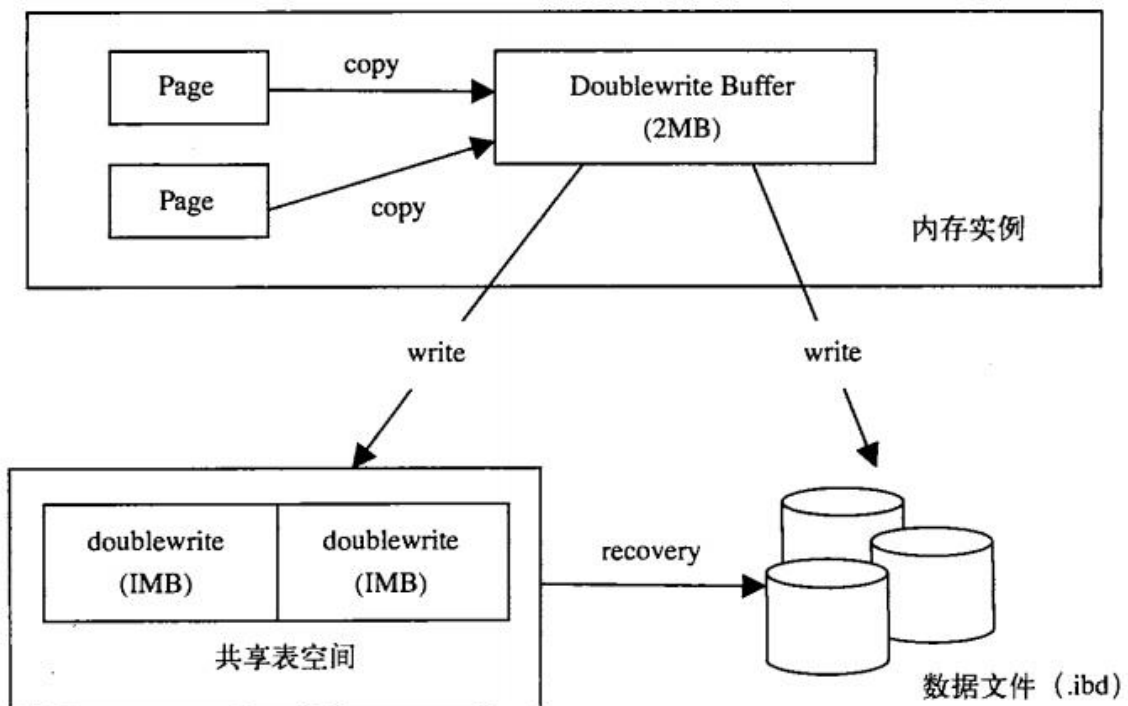 Page
copy
Doublewrite Buffer
(2MB)
Page
copy
内存实例
write
write
doublewrite
(IMB)
doublewrite
(IMB)
recovery
共享表空间
数据文件（.ibd）